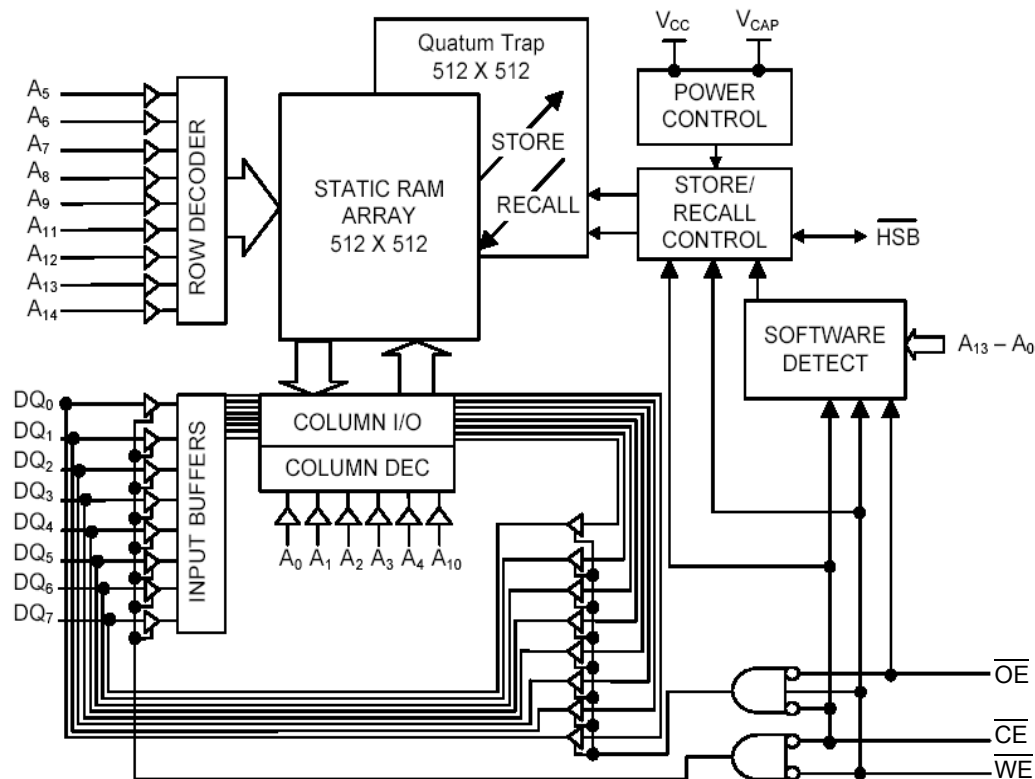 V_CC
V_CAP
Quatum Trap
512 X 512
POWER
CONTROL
A_5
A_6
A_7
A_8
A_9
A_11
A_12
A_13
A_14
ROW DECODER
STATIC RAM
ARRAY
512 X 512
STORE
RECALL
STORE/
RECALL
CONTROL
HSB
SOFTWARE
DETECT
A_13 – A_0
DQ_0
DQ_1
DQ_2
DQ_3
DQ_4
DQ_5
DQ_6
DQ_7
INPUT BUFFERS
COLUMN I/O
COLUMN DEC
A_0 A_1 A_2 A_3 A_4 A_10
OE
CE
WE